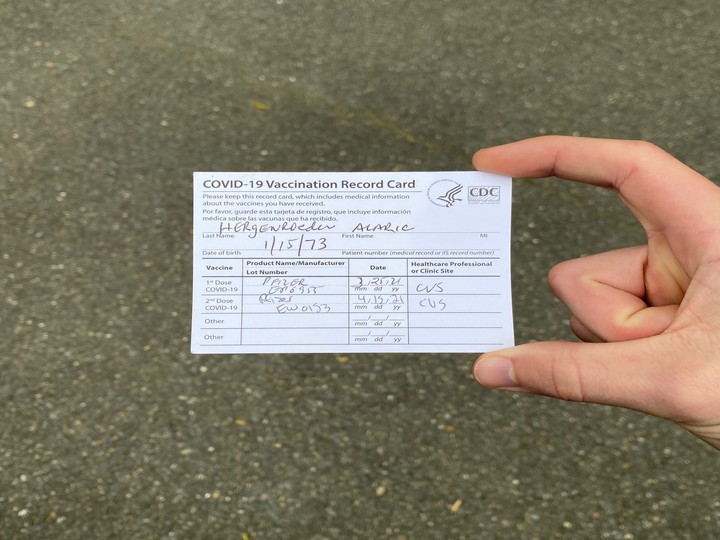 COVID-19 Vaccination Record Card
CDC
Please keep this record card, which includes medical information
about the vaccines you have received.
Por favor, guarde esta tarjeta de registro, que incluye información
médica sobre las vacunas que ha recibido.
HERGENROEDER ALARIC
Last Name First Name MI
1/15/73
Date of birth Patient number (medical record or IIS record number)
Vaccine Product Name/Manufacturer Date Healthcare Professional
Lot Number or Clinic Site
1st Dose PFIZER 3/25/21 CVS
COVID-19 mm dd yy
2nd Dose Pfizer 4/15/21 CVS
COVID-19 EW0153 mm dd yy
Other / /
mm dd yy
Other / /
mm dd yy